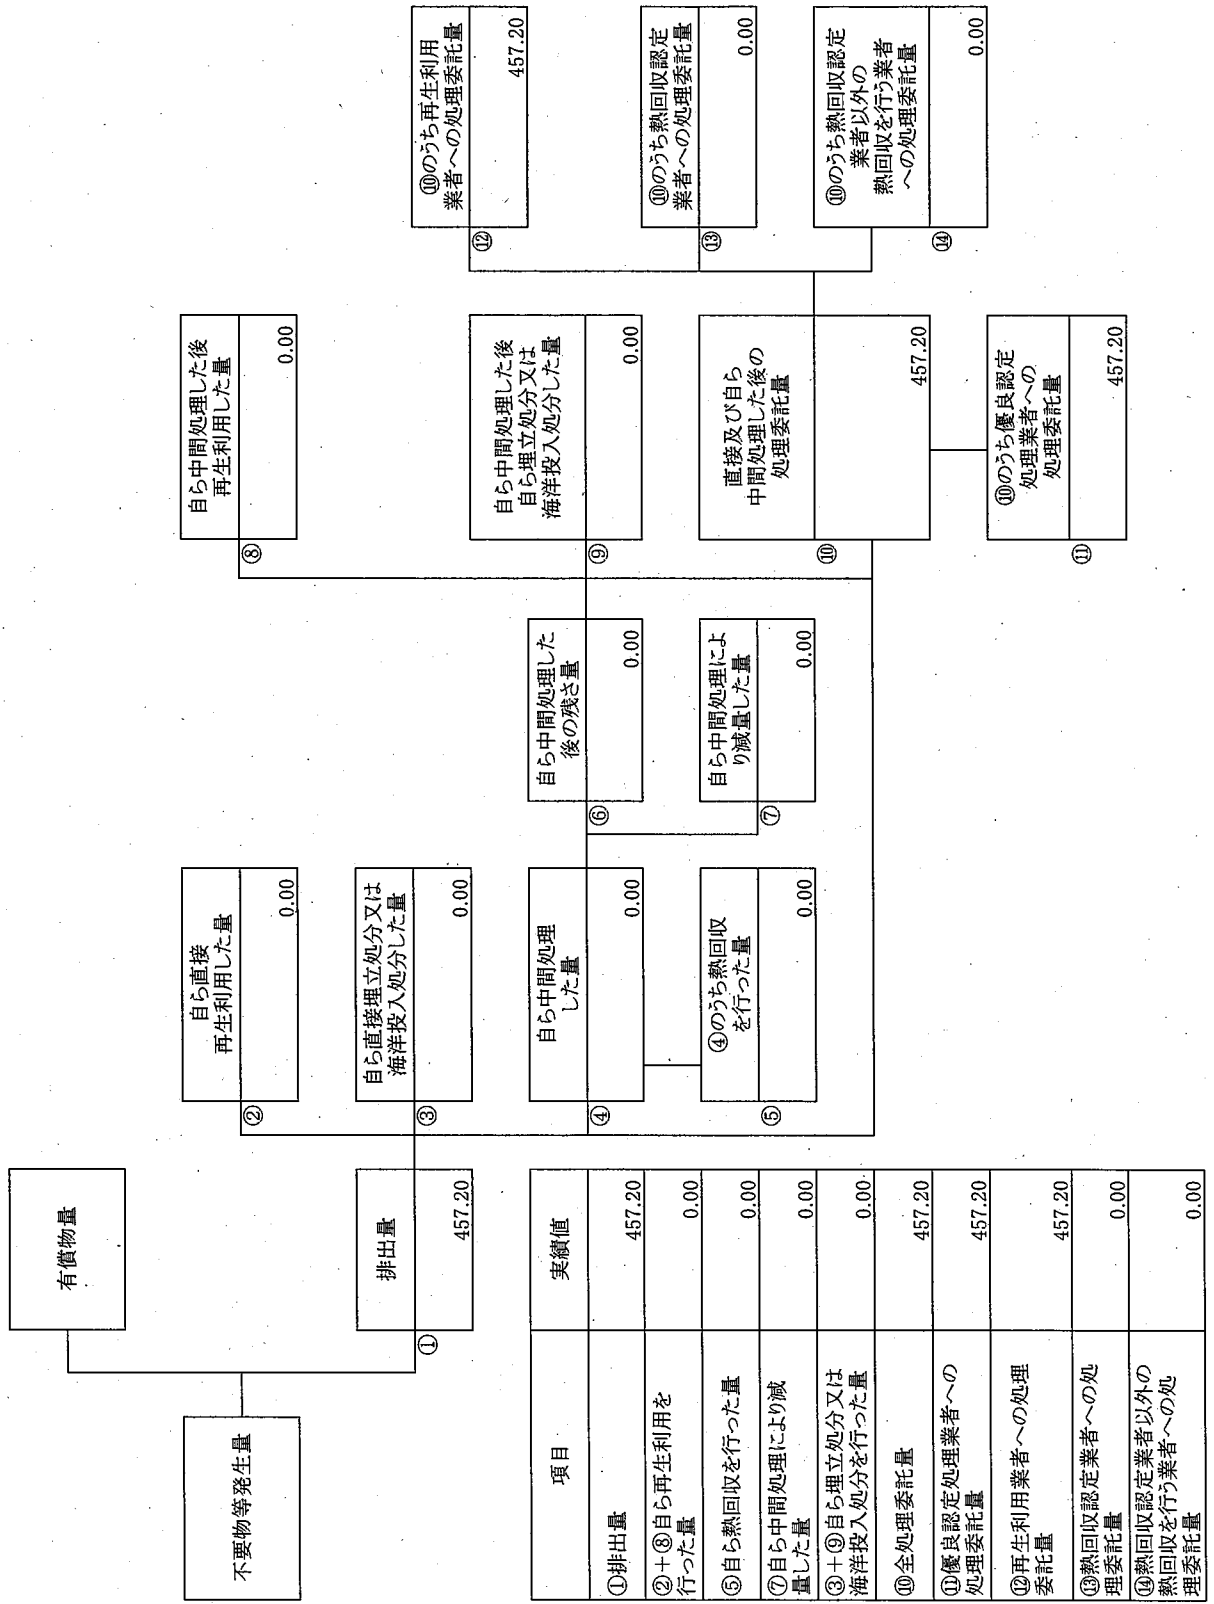 不要物等発生量
有償物量
排出量
①
457.20
自ら直接
再生利用した量
②
0.00
自ら直接埋立処分又は
海洋投入処分した量
③
0.00
自ら中間処理
した量
④
0.00
④のうち熱回収
を行った量
⑤
0.00
自ら中間処理した
後の残さ量
⑥
0.00
自ら中間処理によ
り減量した量
⑦
0.00
自ら中間処理した後
再生利用した量
⑧
0.00
自ら中間処理した後
自ら埋立処分又は
海洋投入処分した量
⑨
0.00
直接及び自ら
中間処理した後の
処理委託量
⑩
457.20
⑩のうち優良認定
処理業者への
処理委託量
⑪
457.20
⑩のうち再生利用
業者への処理委託量
⑫
457.20
⑩のうち熱回収認定
業者への処理委託量
⑬
0.00
⑩のうち熱回収認定
業者以外の
熱回収を行う業者
への処理委託量
⑭
0.00
項目 実績値
①排出量 457.20
②+⑧自ら再生利用を
行った量 0.00
⑤自ら熱回収を行った量 0.00
⑦自ら中間処理により減
量した量 0.00
③+⑨自ら埋立処分又は
海洋投入処分を行った量 0.00
⑩全処理委託量 457.20
⑪優良認定処理業者への
処理委託量 457.20
⑫再生利用業者への処理
委託量 457.20
⑬熱回収認定業者への処
理委託量 0.00
⑭熱回収認定業者以外の
熱回収を行う業者への処
理委託量 0.00